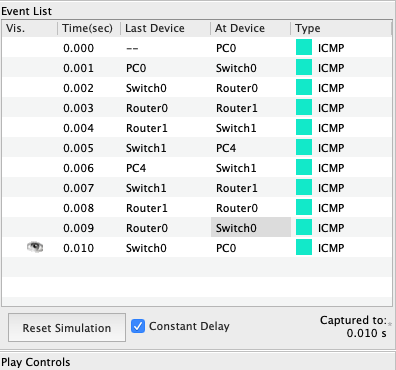 Event List
Vis. Time(sec) Last Device At Device Type
0.000 -- PC0 ICMP
0.001 PC0 Switch0 ICMP
0.002 Switch0 Router0 ICMP
0.003 Router0 Router1 ICMP
0.004 Router1 Switch1 ICMP
0.005 Switch1 PC4 ICMP
0.006 PC4 Switch1 ICMP
0.007 Switch1 Router1 ICMP
0.008 Router1 Router0 ICMP
0.009 Router0 Switch0 ICMP
0.010 Switch0 PC0 ICMP
Reset Simulation Constant Delay Captured to:
0.010 s
Play Controls